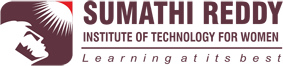 SUMATHI REDDY
INSTITUTE OF TECHNOLOGY FOR WOMEN
Learning at its best